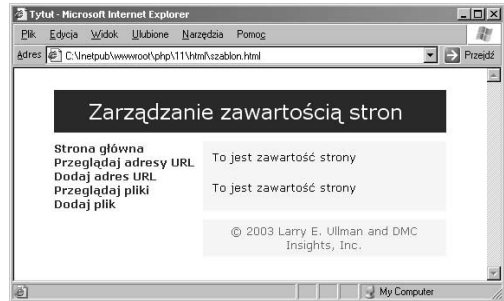 Tytuł - Microsoft Internet Explorer
Plik Edycja Widok Ulubione Narzędzia Pomoc
Adres C:\Inetpub\wwwroot\php\11\html\szablon.html Przejdź
Zarządzanie zawartością stron
Strona główna
Przeglądaj adresy URL
Dodaj adres URL
Przeglądaj pliki
Dodaj plik
To jest zawartość strony
To jest zawartość strony
© 2003 Larry E. Ullman and DMC
Insights, Inc.
My Computer